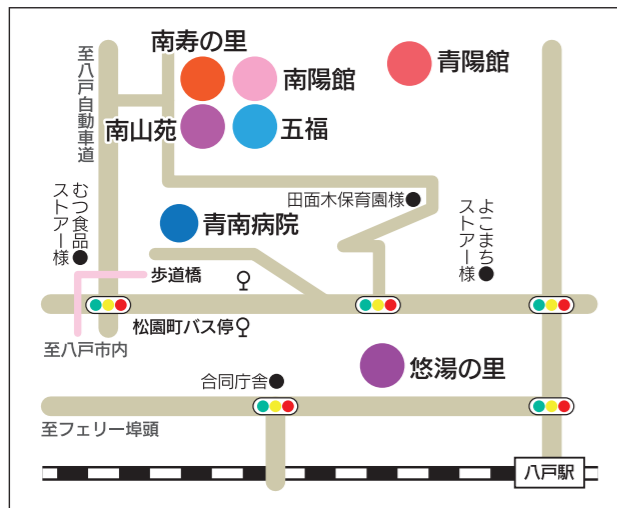 南寿の里
南陽館
青陽館
至八戸自動車道
南山苑
五福
田面木保育園様
むつ食品
ストアー様
青南病院
よこまち
ストアー様
歩道橋
松園町バス停
至八戸市内
悠湯の里
合同庁舎
至フェリー埠頭
八戸駅